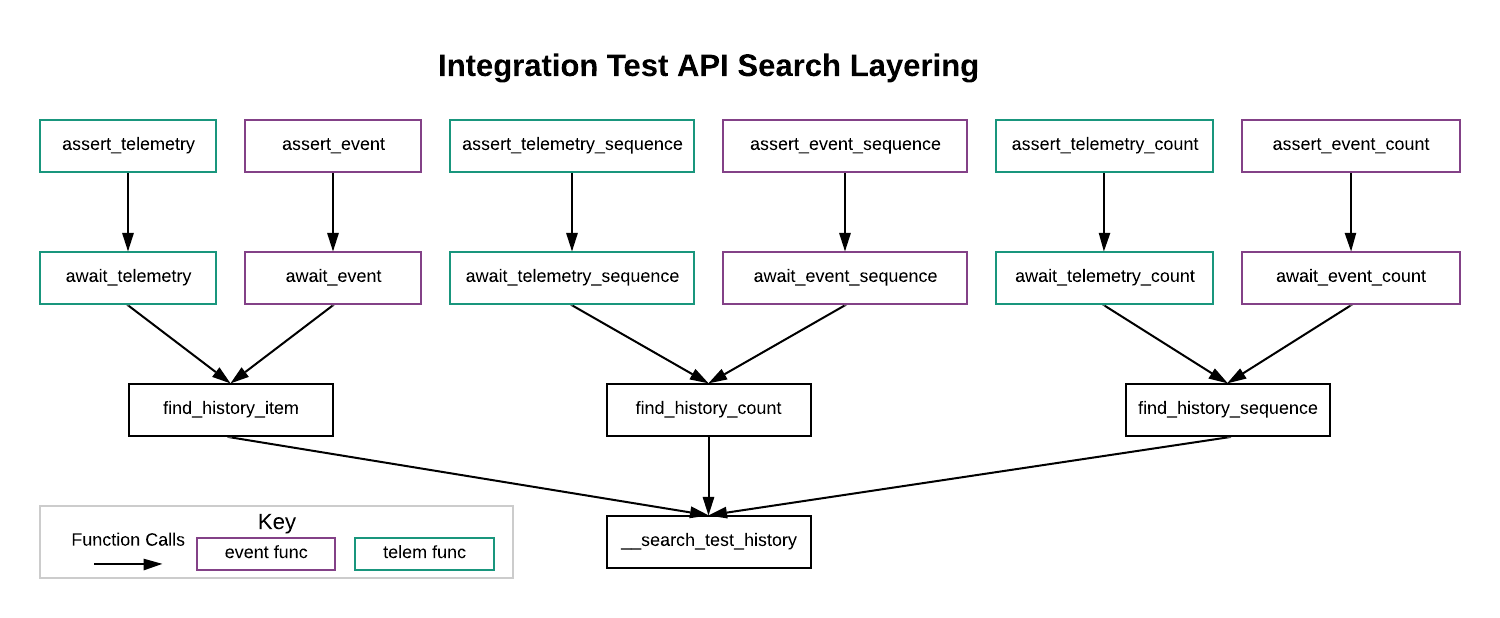 Integration Test API Search Layering
assert_telemetry
assert_event
assert_telemetry_sequence
assert_event_sequence
assert_telemetry_count
assert_event_count
await_telemetry
await_event
await_telemetry_sequence
await_event_sequence
await_telemetry_count
await_event_count
find_history_item
find_history_count
find_history_sequence
Key
Function Calls
event func
telem func
__search_test_history